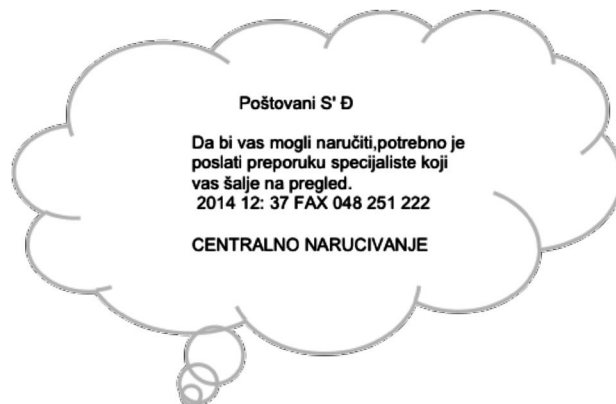 Poštovani S' Đ
Da bi vas mogli naručiti,potrebno je
poslati preporuku specijaliste koji
vas šalje na pregled.
2014 12: 37 FAX 048 251 222
CENTRALNO NARUCIVANJE